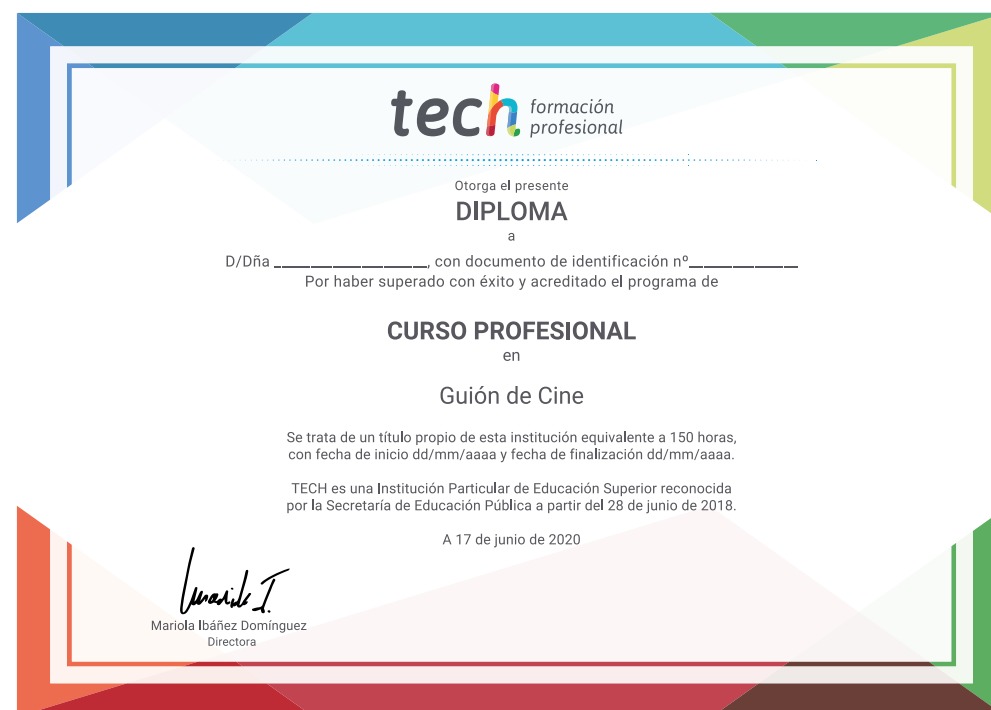 tech formación
profesional
Otorga el presente
DIPLOMA
a
D/Dña ____________________, con documento de identificación nº______________
Por haber superado con éxito y acreditado el programa de
CURSO PROFESIONAL
en
Guión de Cine
Se trata de un título propio de esta institución equivalente a 150 horas,
con fecha de inicio dd/mm/aaaa y fecha de finalización dd/mm/aaaa.
TECH es una Institución Particular de Educación Superior reconocida
por la Secretaría de Educación Pública a partir del 28 de junio de 2018.
A 17 de junio de 2020
Mariola Ibáñez Domínguez
Directora